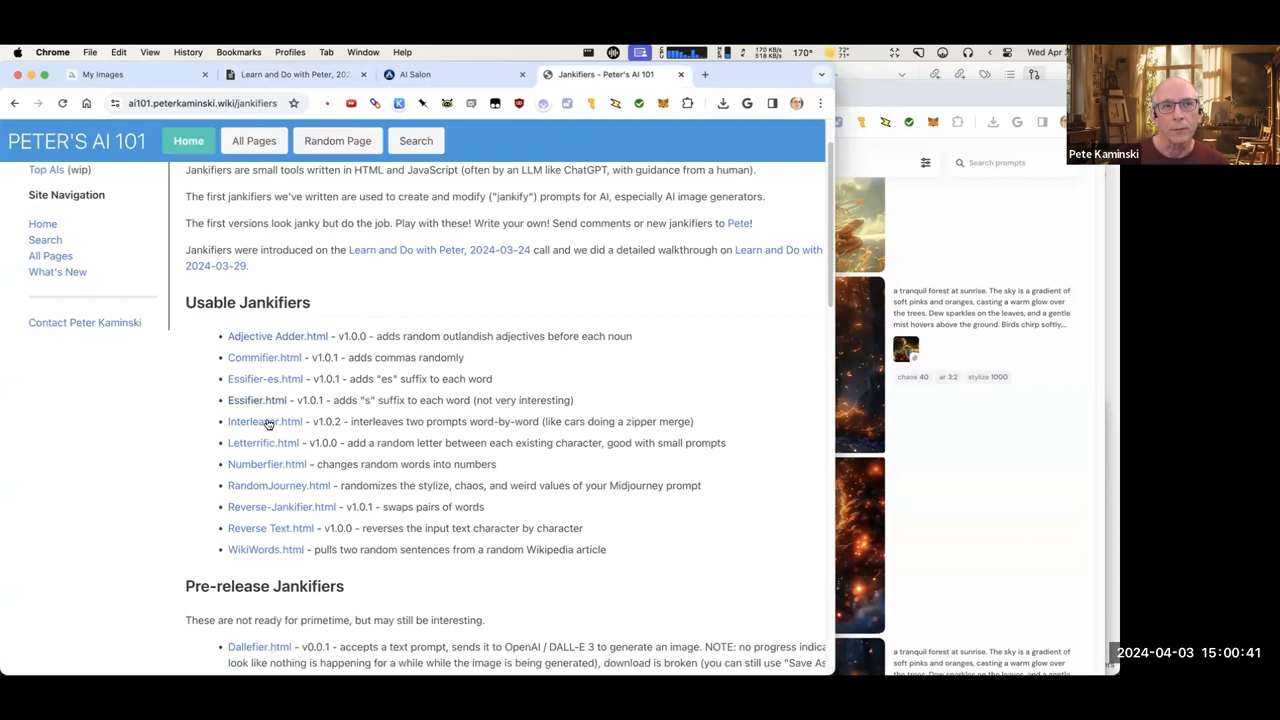 Chrome File Edit View History Bookmarks Profiles Tab Window Help
170 KB/s
518 KB/s
170°
72°
71°
Wed Apr 3
My Images
Learn and Do with Peter, 202
AI Salon
Jankifiers - Peter's AI 101
ai101.peterkaminski.wiki/jankifiers
PETER'S AI 101
Home
All Pages
Random Page
Search
Top AIs (wip)
Site Navigation
Home
Search
All Pages
What's New
Contact Peter Kaminski
Jankifiers are small tools written in HTML and JavaScript (often by an LLM like ChatGPT, with guidance from a human).
The first jankifiers we've written are used to create and modify ("jankify") prompts for AI, especially AI image generators.
The first versions look janky but do the job. Play with these! Write your own! Send comments or new jankifiers to Pete!
Jankifiers were introduced on the Learn and Do with Peter, 2024-03-24 call and we did a detailed walkthrough on Learn and Do with
2024-03-29.
Usable Jankifiers
• Adjective Adder.html - v1.0.0 - adds random outlandish adjectives before each noun
• Commifier.html - v1.0.1 - adds commas randomly
• Essifier-es.html - v1.0.1 - adds "es" suffix to each word
• Essifier.html - v1.0.1 - adds "s" suffix to each word (not very interesting)
• Interleaver.html - v1.0.2 - interleaves two prompts word-by-word (like cars doing a zipper merge)
• Letterrific.html - v1.0.0 - add a random letter between each existing character, good with small prompts
• Numberfier.html - changes random words into numbers
• RandomJourney.html - randomizes the stylize, chaos, and weird values of your Midjourney prompt
• Reverse-Jankifier.html - v1.0.1 - swaps pairs of words
• Reverse Text.html - v1.0.0 - reverses the input text character by character
• WikiWords.html - pulls two random sentences from a random Wikipedia article
Pre-release Jankifiers
These are not ready for primetime, but may still be interesting.
• Dallefier.html - v0.0.1 - accepts a text prompt, sends it to OpenAI / DALL-E 3 to generate an image. NOTE: no progress indica
look like nothing is happening for a while while the image is being generated), download is broken (you can still use "Save As
Search prompts
a tranquil forest at sunrise. The sky is a gradient of
soft pinks and oranges, casting a warm glow over
the trees. Dew sparkles on the leaves, and a gentle
mist hovers above the ground. Birds chirp softly,...
chaos 40 ar 3:2 stylize 1000
a tranquil forest at sunrise. The sky is a gradient of
soft pinks and oranges, casting a warm glow over
the trees. Dew sparkles on the leaves, and a gentle
Pete Kaminski
2024-04-03 15:00:41